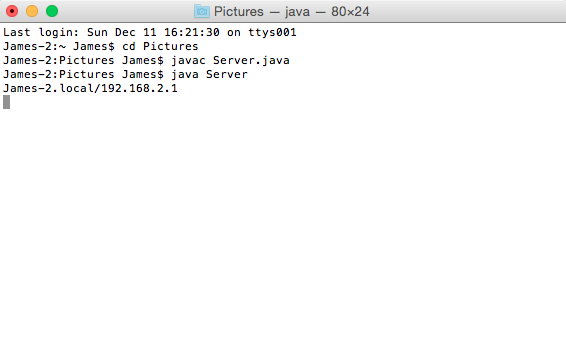 Pictures — java — 80×24
Last login: Sun Dec 11 16:21:30 on ttys001
James-2:~ James$ cd Pictures
James-2:Pictures James$ javac Server.java
James-2:Pictures James$ java Server
James-2.local/192.168.2.1